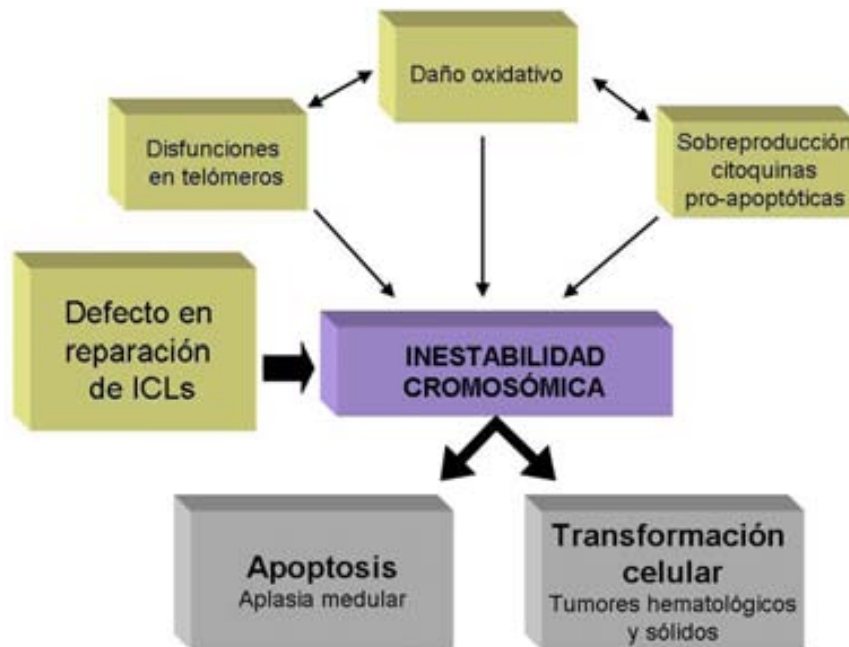 Daño oxidativo
Disfunciones
en telómeros
Sobreproducción
citoquinas
pro-apoptóticas
Defecto en
reparación
de ICLs
INESTABILIDAD
CROMOSÓMICA
Apoptosis
Aplasia medular
Transformación
celular
Tumores hematológicos
y sólidos